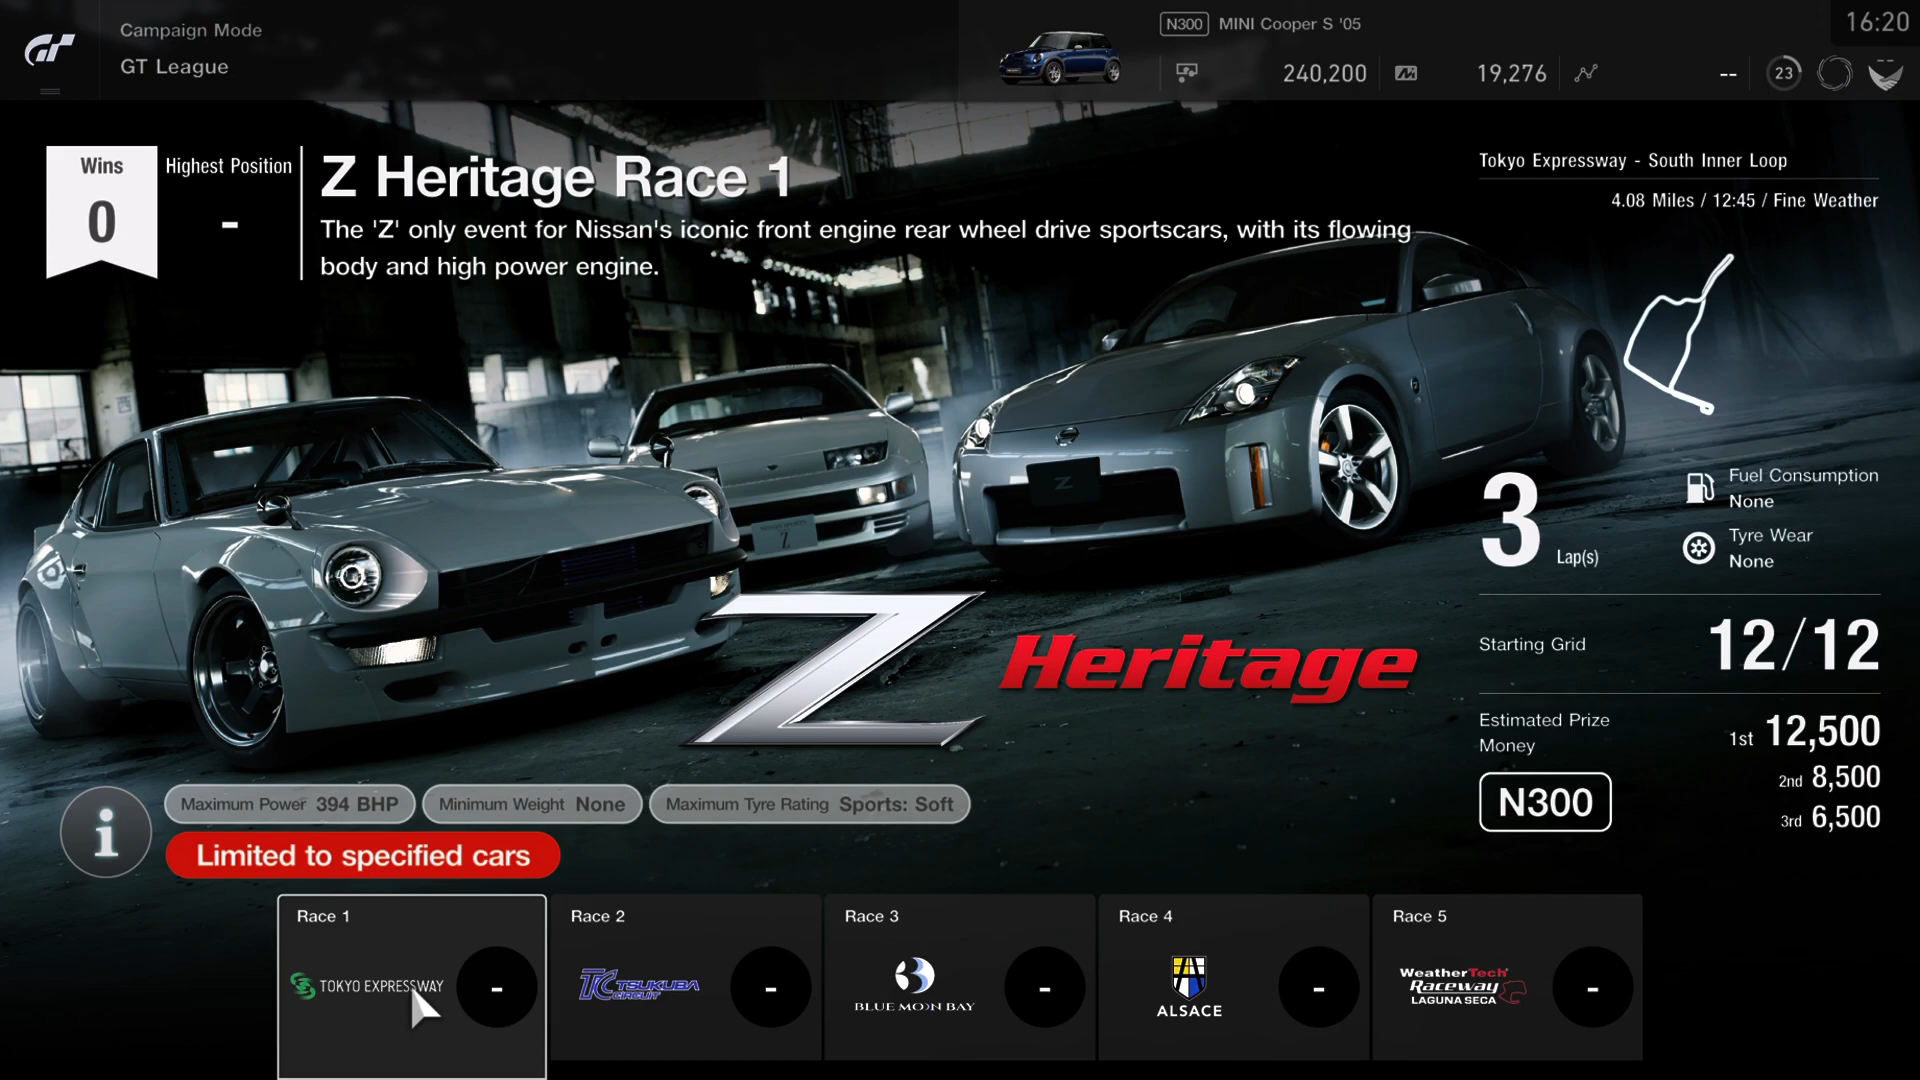 Campaign Mode
GT League
N300 MINI Cooper S '05
16:20
240,200
19,276
--
23
--
Wins
0
Highest Position
-
Z Heritage Race 1
The 'Z' only event for Nissan's iconic front engine rear wheel drive sportscars, with its flowing
body and high power engine.
Tokyo Expressway - South Inner Loop
4.08 Miles / 12:45 / Fine Weather
3 Lap(s)
Fuel Consumption
None
Tyre Wear
None
Starting Grid 12/12
Estimated Prize
Money
1st 12,500
2nd 8,500
3rd 6,500
N300
Z
Z
Z Heritage
Maximum Power 394 BHP
Minimum Weight None
Maximum Tyre Rating Sports: Soft
i
Limited to specified cars
Race 1
TOKYO EXPRESSWAY
-
Race 2
TC TSUKUBA
CIRCUIT
-
Race 3
BLUE MOON BAY
-
Race 4
ALSACE
-
Race 5
WeatherTech
Raceway
LAGUNA SECA
-